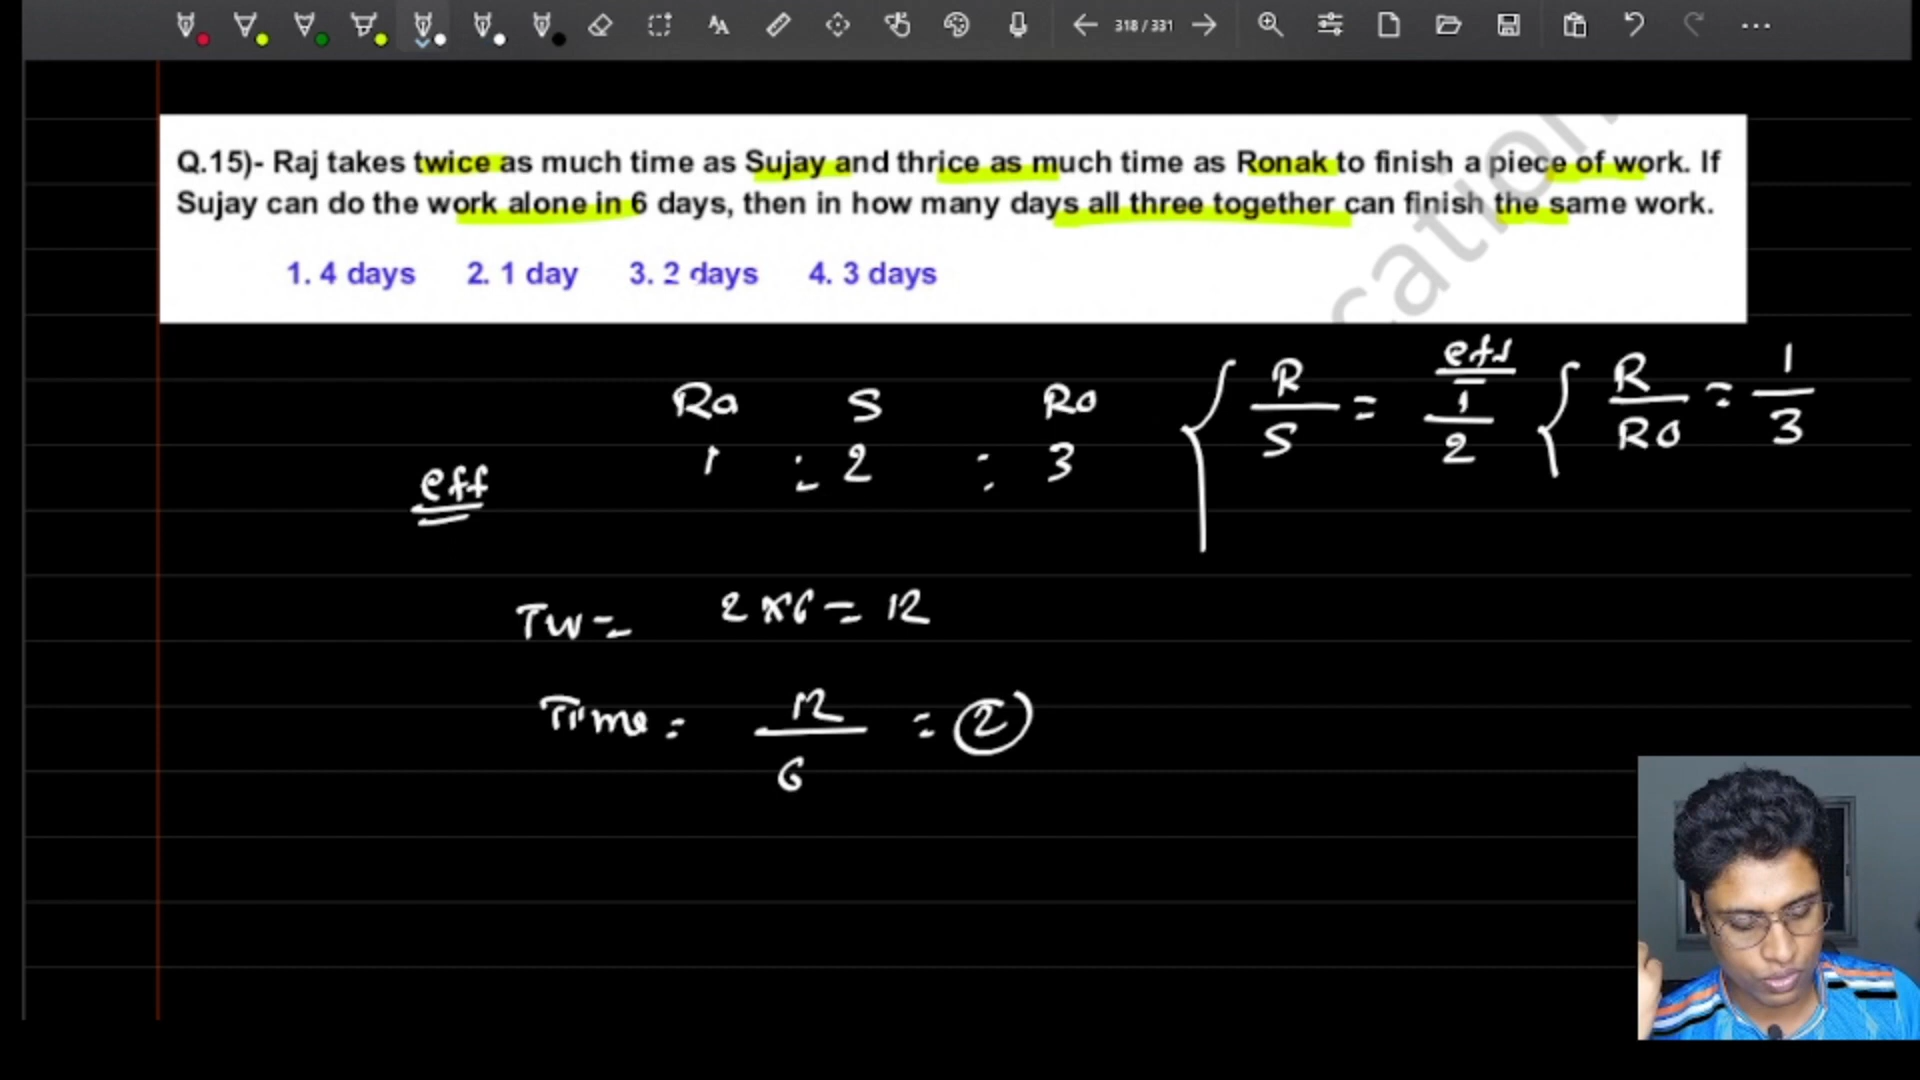 318 / 331
Q.15)- Raj takes twice as much time as Sujay and thrice as much time as Ronak to finish a piece of work. If
Sujay can do the work alone in 6 days, then in how many days all three together can finish the same work.
1. 4 days 2. 1 day 3. 2 days 4. 3 days
cation
Ra S Ro
eff 1 : 2 : 3
R/S = eff 1/2
R/Ro = 1/3
TW = 2 × 6 = 12
Time = 12/6 = 2